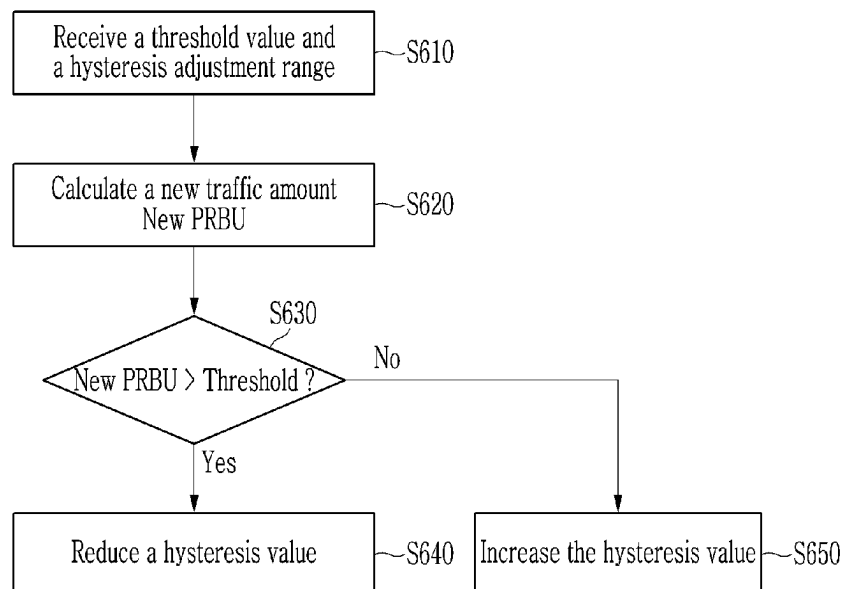 Receive a threshold value and
a hysteresis adjustment range
S610
Calculate a new traffic amount
New PRBU
S620
S630
New PRBU > Threshold ?
No
Yes
Reduce a hysteresis value
S640
Increase the hysteresis value
S650